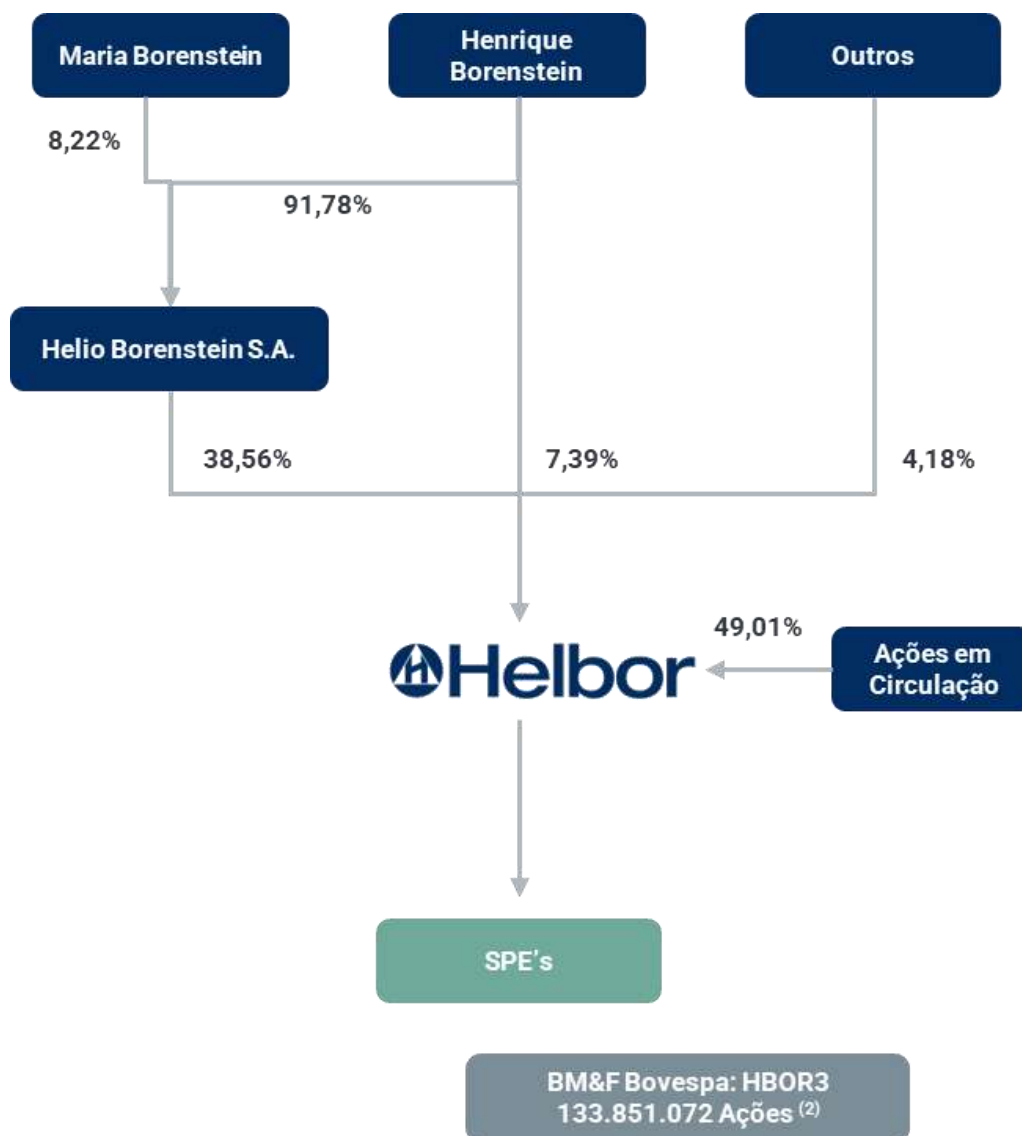 Maria Borenstein
Henrique
Borenstein
Outros
8,22%
91,78%
Helio Borenstein S.A.
38,56%
7,39%
4,18%
49,01%
Helbor
Ações em
Circulação
SPE's
BM&F Bovespa: HBOR3
133.851.072 Ações (2)